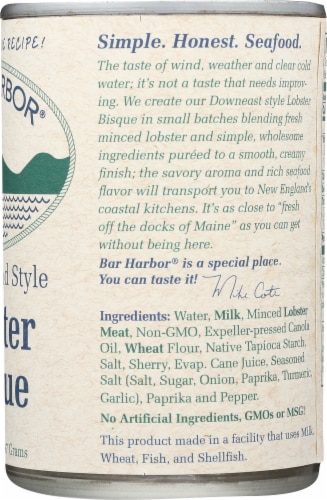 RECIPE!
Simple. Honest. Seafood.
The taste of wind, weather and clear cold
water; it's not a taste that needs improv-
ing. We create our Downeast style Lobster
Bisque in small batches blending fresh
minced lobster and simple, wholesome
ingredients puréed to a smooth, creamy
finish; the savory aroma and rich seafood
flavor will transport you to New England's
coastal kitchens. It's as close to "fresh
off the docks of Maine" as you can get
without being here.
Bar Harbor® is a special place.
You can taste it! Mike Cote
RBOR®
d Style
ter
ue
Grams
Ingredients: Water, Milk, Minced Lobster
Meat, Non-GMO, Expeller-pressed Canola
Oil, Wheat Flour, Native Tapioca Starch,
Salt, Sherry, Evap. Cane Juice, Seasoned
Salt (Salt, Sugar, Onion, Paprika, Turmeric,
Garlic), Paprika and Pepper.
No Artificial Ingredients, GMOs or MSG!
This product made in a facility that uses Milk,
Wheat, Fish, and Shellfish.